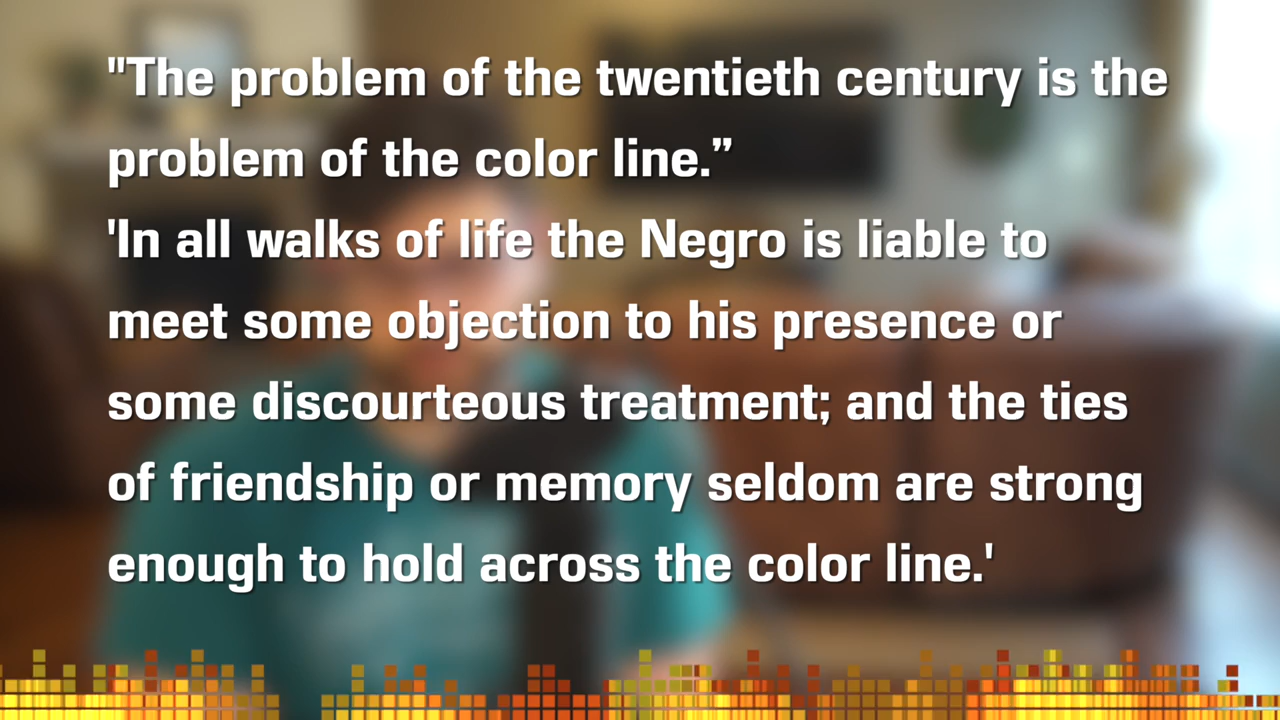 "The problem of the twentieth century is the
problem of the color line.”
'In all walks of life the Negro is liable to
meet some objection to his presence or
some discourteous treatment; and the ties
of friendship or memory seldom are strong
enough to hold across the color line.'